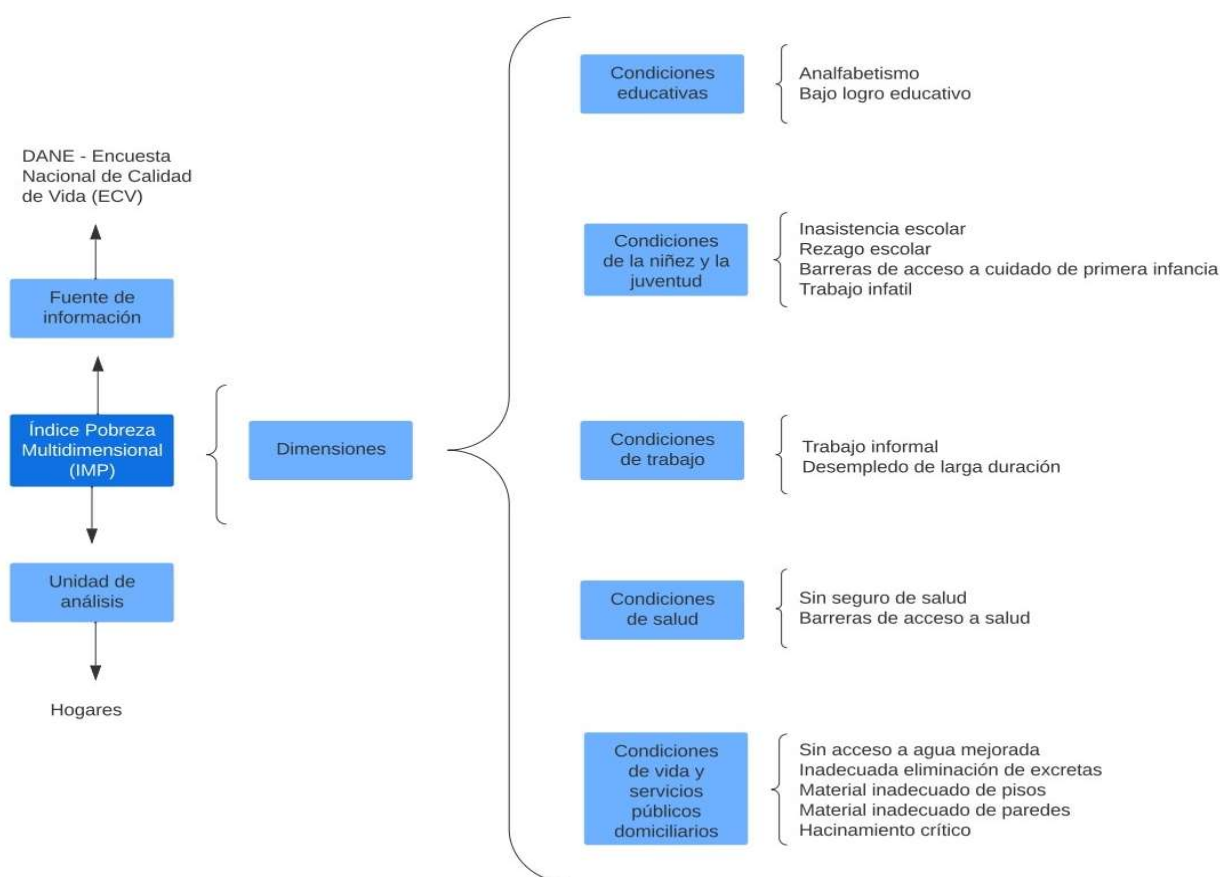 DANE - Encuesta
Nacional de Calidad
de Vida (ECV)
Fuente de
información
Índice Pobreza
Multidimensional
(IMP)
Unidad de
análisis
Hogares
Dimensiones
Condiciones
educativas
Analfabetismo
Bajo logro educativo
Condiciones
de la niñez y la
juventud
Inasistencia escolar
Rezago escolar
Barreras de acceso a cuidado de primera infancia
Trabajo infatil
Condiciones
de trabajo
Trabajo informal
Desempledo de larga duración
Condiciones
de salud
Sin seguro de salud
Barreras de acceso a salud
Condiciones
de vida y
servicios
públicos
domiciliarios
Sin acceso a agua mejorada
Inadecuada eliminación de excretas
Material inadecuado de pisos
Material inadecuado de paredes
Hacinamiento crítico